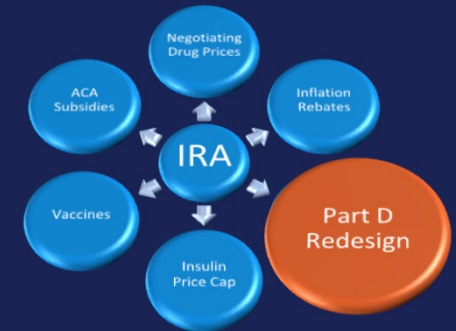 Negotiating
Drug Prices
ACA
Subsidies
Inflation
Rebates
IRA
Vaccines
Part D
Redesign
Insulin
Price Cap